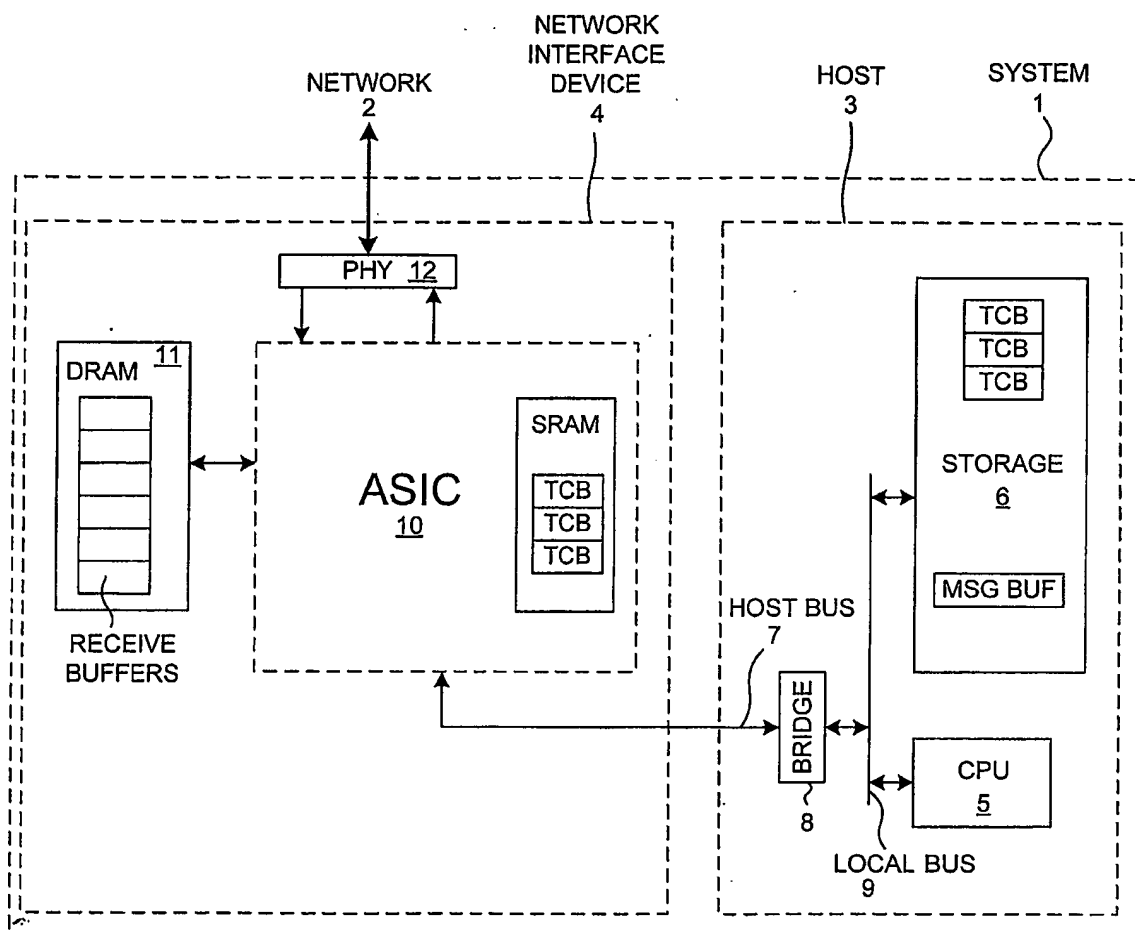 NETWORK
INTERFACE
DEVICE
4
NETWORK
2
HOST
3
SYSTEM
1
PHY 12
DRAM 11
RECEIVE
BUFFERS
ASIC
10
SRAM
TCB
TCB
TCB
TCB
TCB
TCB
STORAGE
6
MSG BUF
HOST BUS
7
BRIDGE
8
CPU
5
LOCAL BUS
9